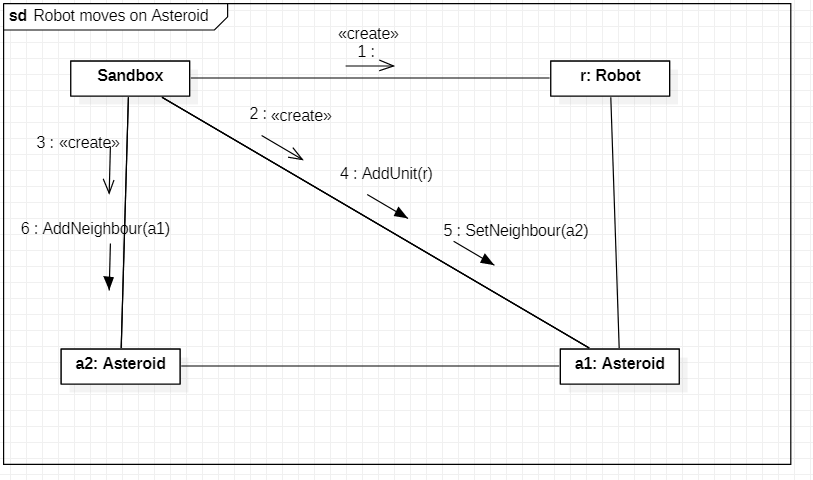 sd Robot moves on Asteroid
«create»
1 :
Sandbox
r: Robot
2 : «create»
3 : «create»
4 : AddUnit(r)
6 : AddNeighbour(a1)
5 : SetNeighbour(a2)
a2: Asteroid
a1: Asteroid